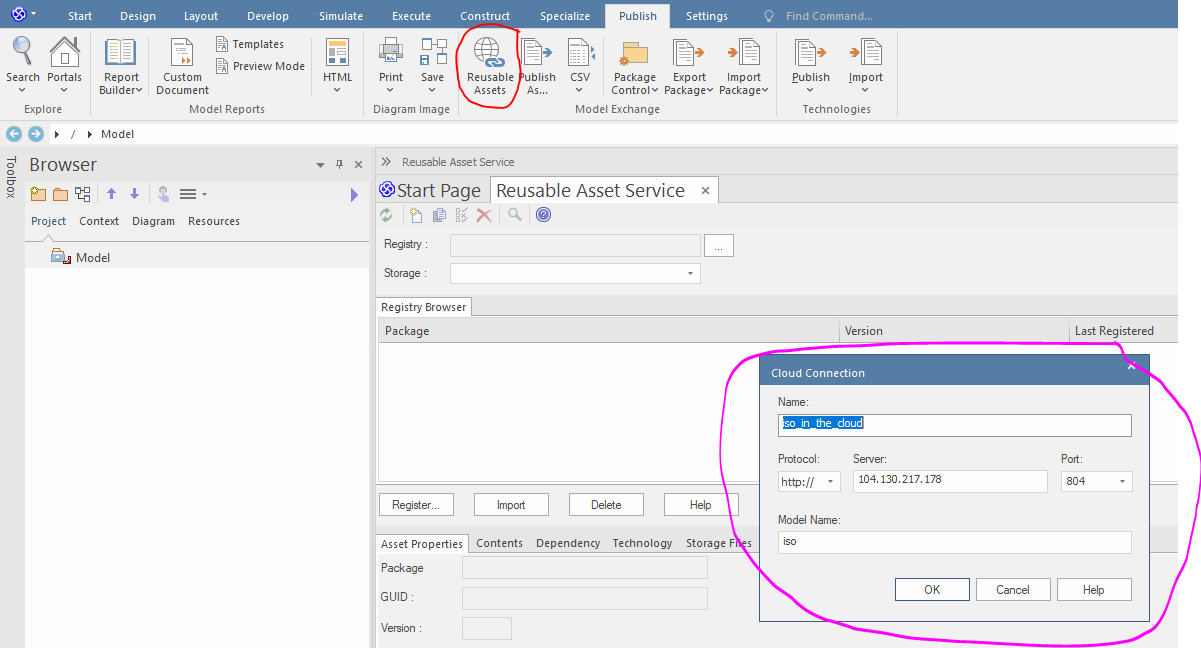 Start Design Layout Develop Simulate Execute Construct Specialize Publish Settings Find Command...
Search Portals Report Builder Custom Document Templates Preview Mode HTML Print Save Reusable Assets Publish As... CSV Package Control Export Package Import Package Publish Import
Explore Model Reports Diagram Image Model Exchange Technologies
/ Model
Toolbox
Browser
Project Context Diagram Resources
Model
Reusable Asset Service
Start Page Reusable Asset Service
Registry :
...
Storage :
Registry Browser
Package Version Last Registered
Register... Import Delete Help
Asset Properties Contents Dependency Technology Storage Files
Package
GUID :
Version :
Cloud Connection
Name:
iso_in_the_cloud
Protocol: Server: Port:
http:// 104.130.217.178 804
Model Name:
iso
OK Cancel Help